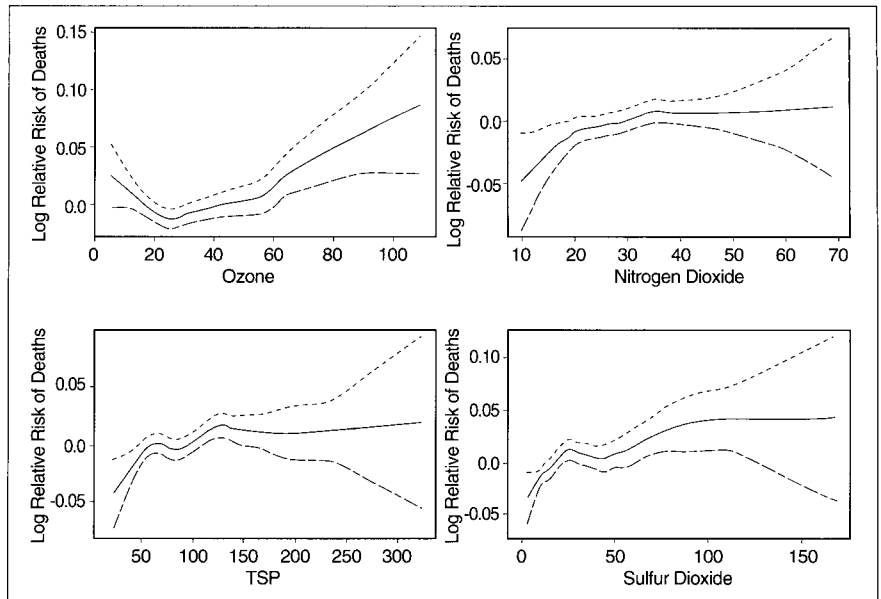 Log Relative Risk of Deaths
0.15
0.10
0.05
0.0
0 20 40 60 80 100
Ozone
Log Relative Risk of Deaths
0.05
0.0
-0.05
10 20 30 40 50 60 70
Nitrogen Dioxide
Log Relative Risk of Deaths
0.05
0.0
-0.05
50 100 150 200 250 300
TSP
Log Relative Risk of Deaths
0.10
0.05
0.0
-0.05
0 50 100 150
Sulfur Dioxide